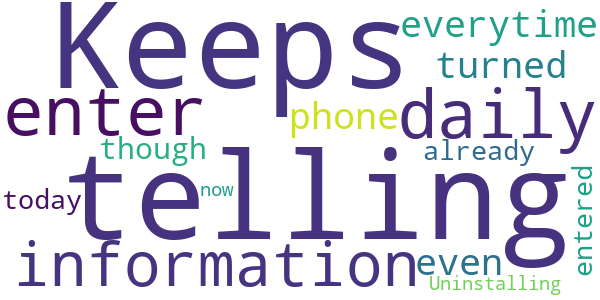 Keeps
everytime
turned
enter
phone
daily
though
already
telling
today
now
entered
information
even
Uninstalling